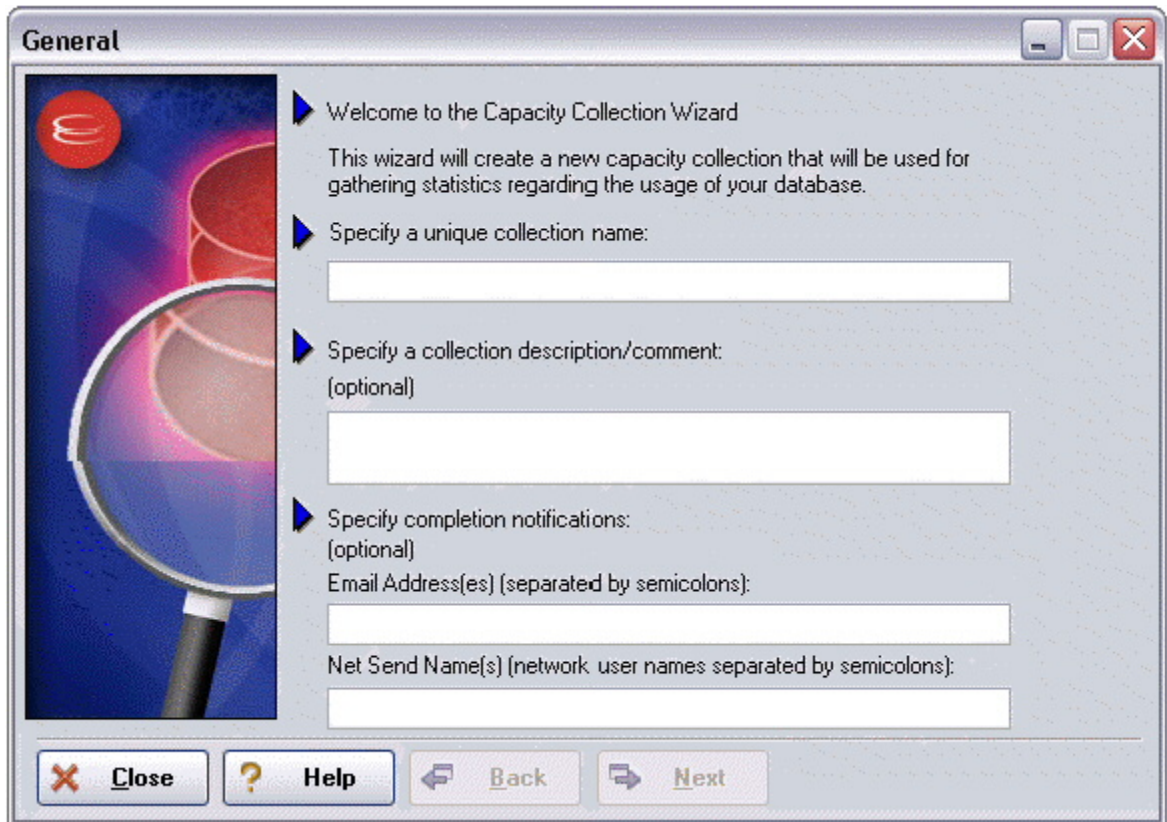 General
Welcome to the Capacity Collection Wizard
This wizard will create a new capacity collection that will be used for
gathering statistics regarding the usage of your database.
Specify a unique collection name:
Specify a collection description/comment:
(optional)
Specify completion notifications:
(optional)
Email Address(es) (separated by semicolons):
Net Send Name(s) (network user names separated by semicolons):
Close
? Help
Back
Next